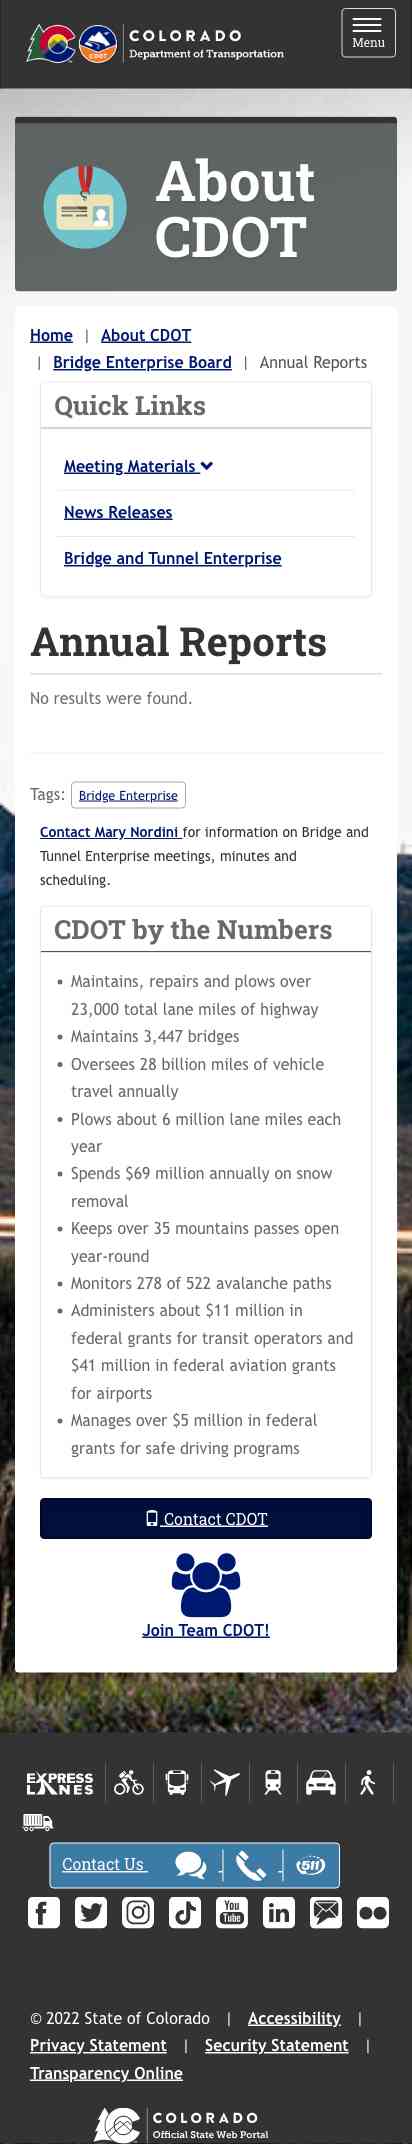 COLORADO
Department of Transportation
Menu
CDOT
About
CDOT
Home | About CDOT
| Bridge Enterprise Board | Annual Reports
Quick Links
Meeting Materials
News Releases
Bridge and Tunnel Enterprise
Annual Reports
No results were found.
Tags: Bridge Enterprise
Contact Mary Nordini for information on Bridge and
Tunnel Enterprise meetings, minutes and
scheduling.
CDOT by the Numbers
• Maintains, repairs and plows over
23,000 total lane miles of highway
• Maintains 3,447 bridges
• Oversees 28 billion miles of vehicle
travel annually
• Plows about 6 million lane miles each
year
• Spends $69 million annually on snow
removal
• Keeps over 35 mountains passes open
year-round
• Monitors 278 of 522 avalanche paths
• Administers about $11 million in
federal grants for transit operators and
$41 million in federal aviation grants
for airports
• Manages over $5 million in federal
grants for safe driving programs
Contact CDOT
Join Team CDOT!
EXPRESS
LANES
Contact Us
511
You
Tube
in
© 2022 State of Colorado | Accessibility |
Privacy Statement | Security Statement |
Transparency Online
COLORADO
Official State Web Portal